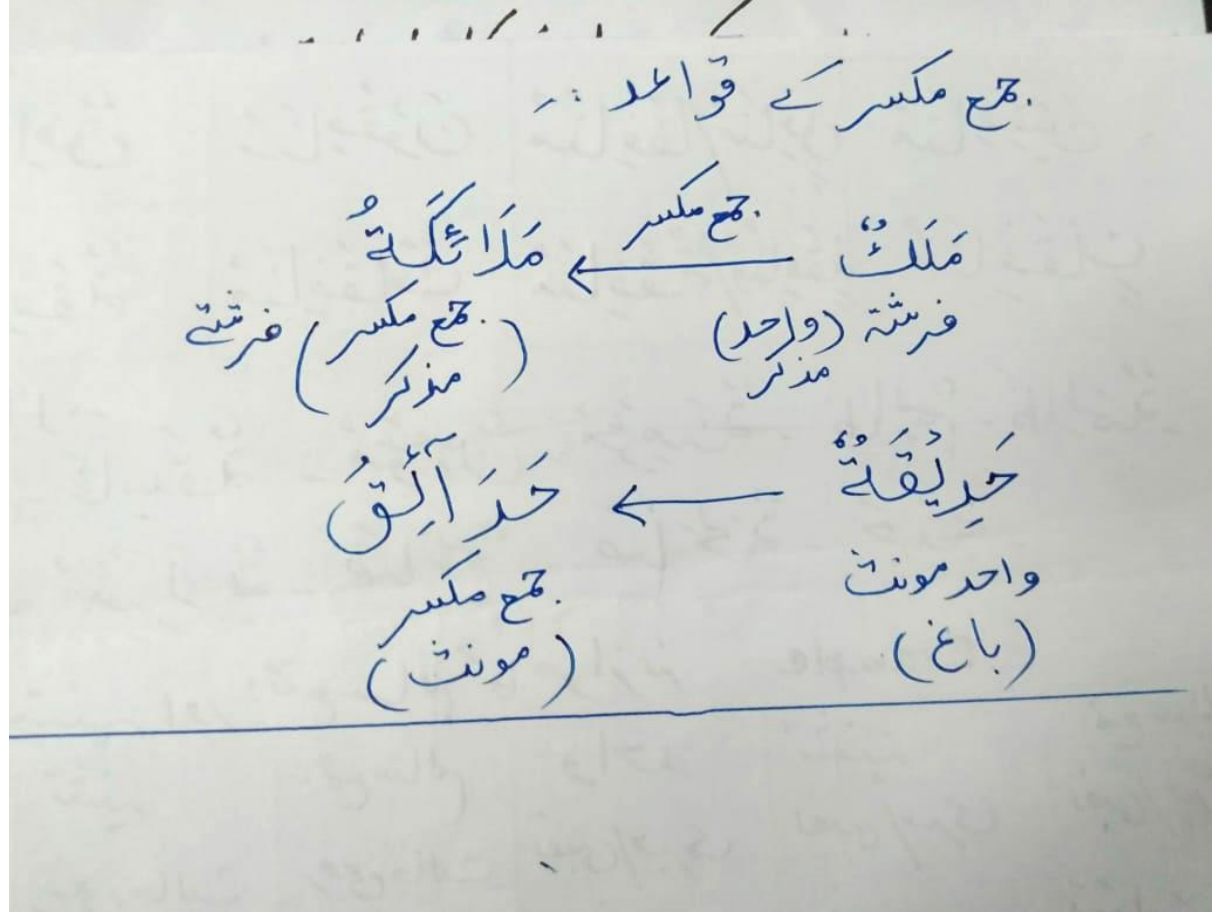 جمع مکسر کے قواعد :۔
مَلَكٌ ← جمع مکسر مَلَائَكَةُ
فرشتہ (واحد) مذکر (جمع مکسر مذکر) فرشتے
حَدِيْقَةٌ ← حَدَآئِقُ
واحد مونث جمع مکسر
(باغ) (مونث)